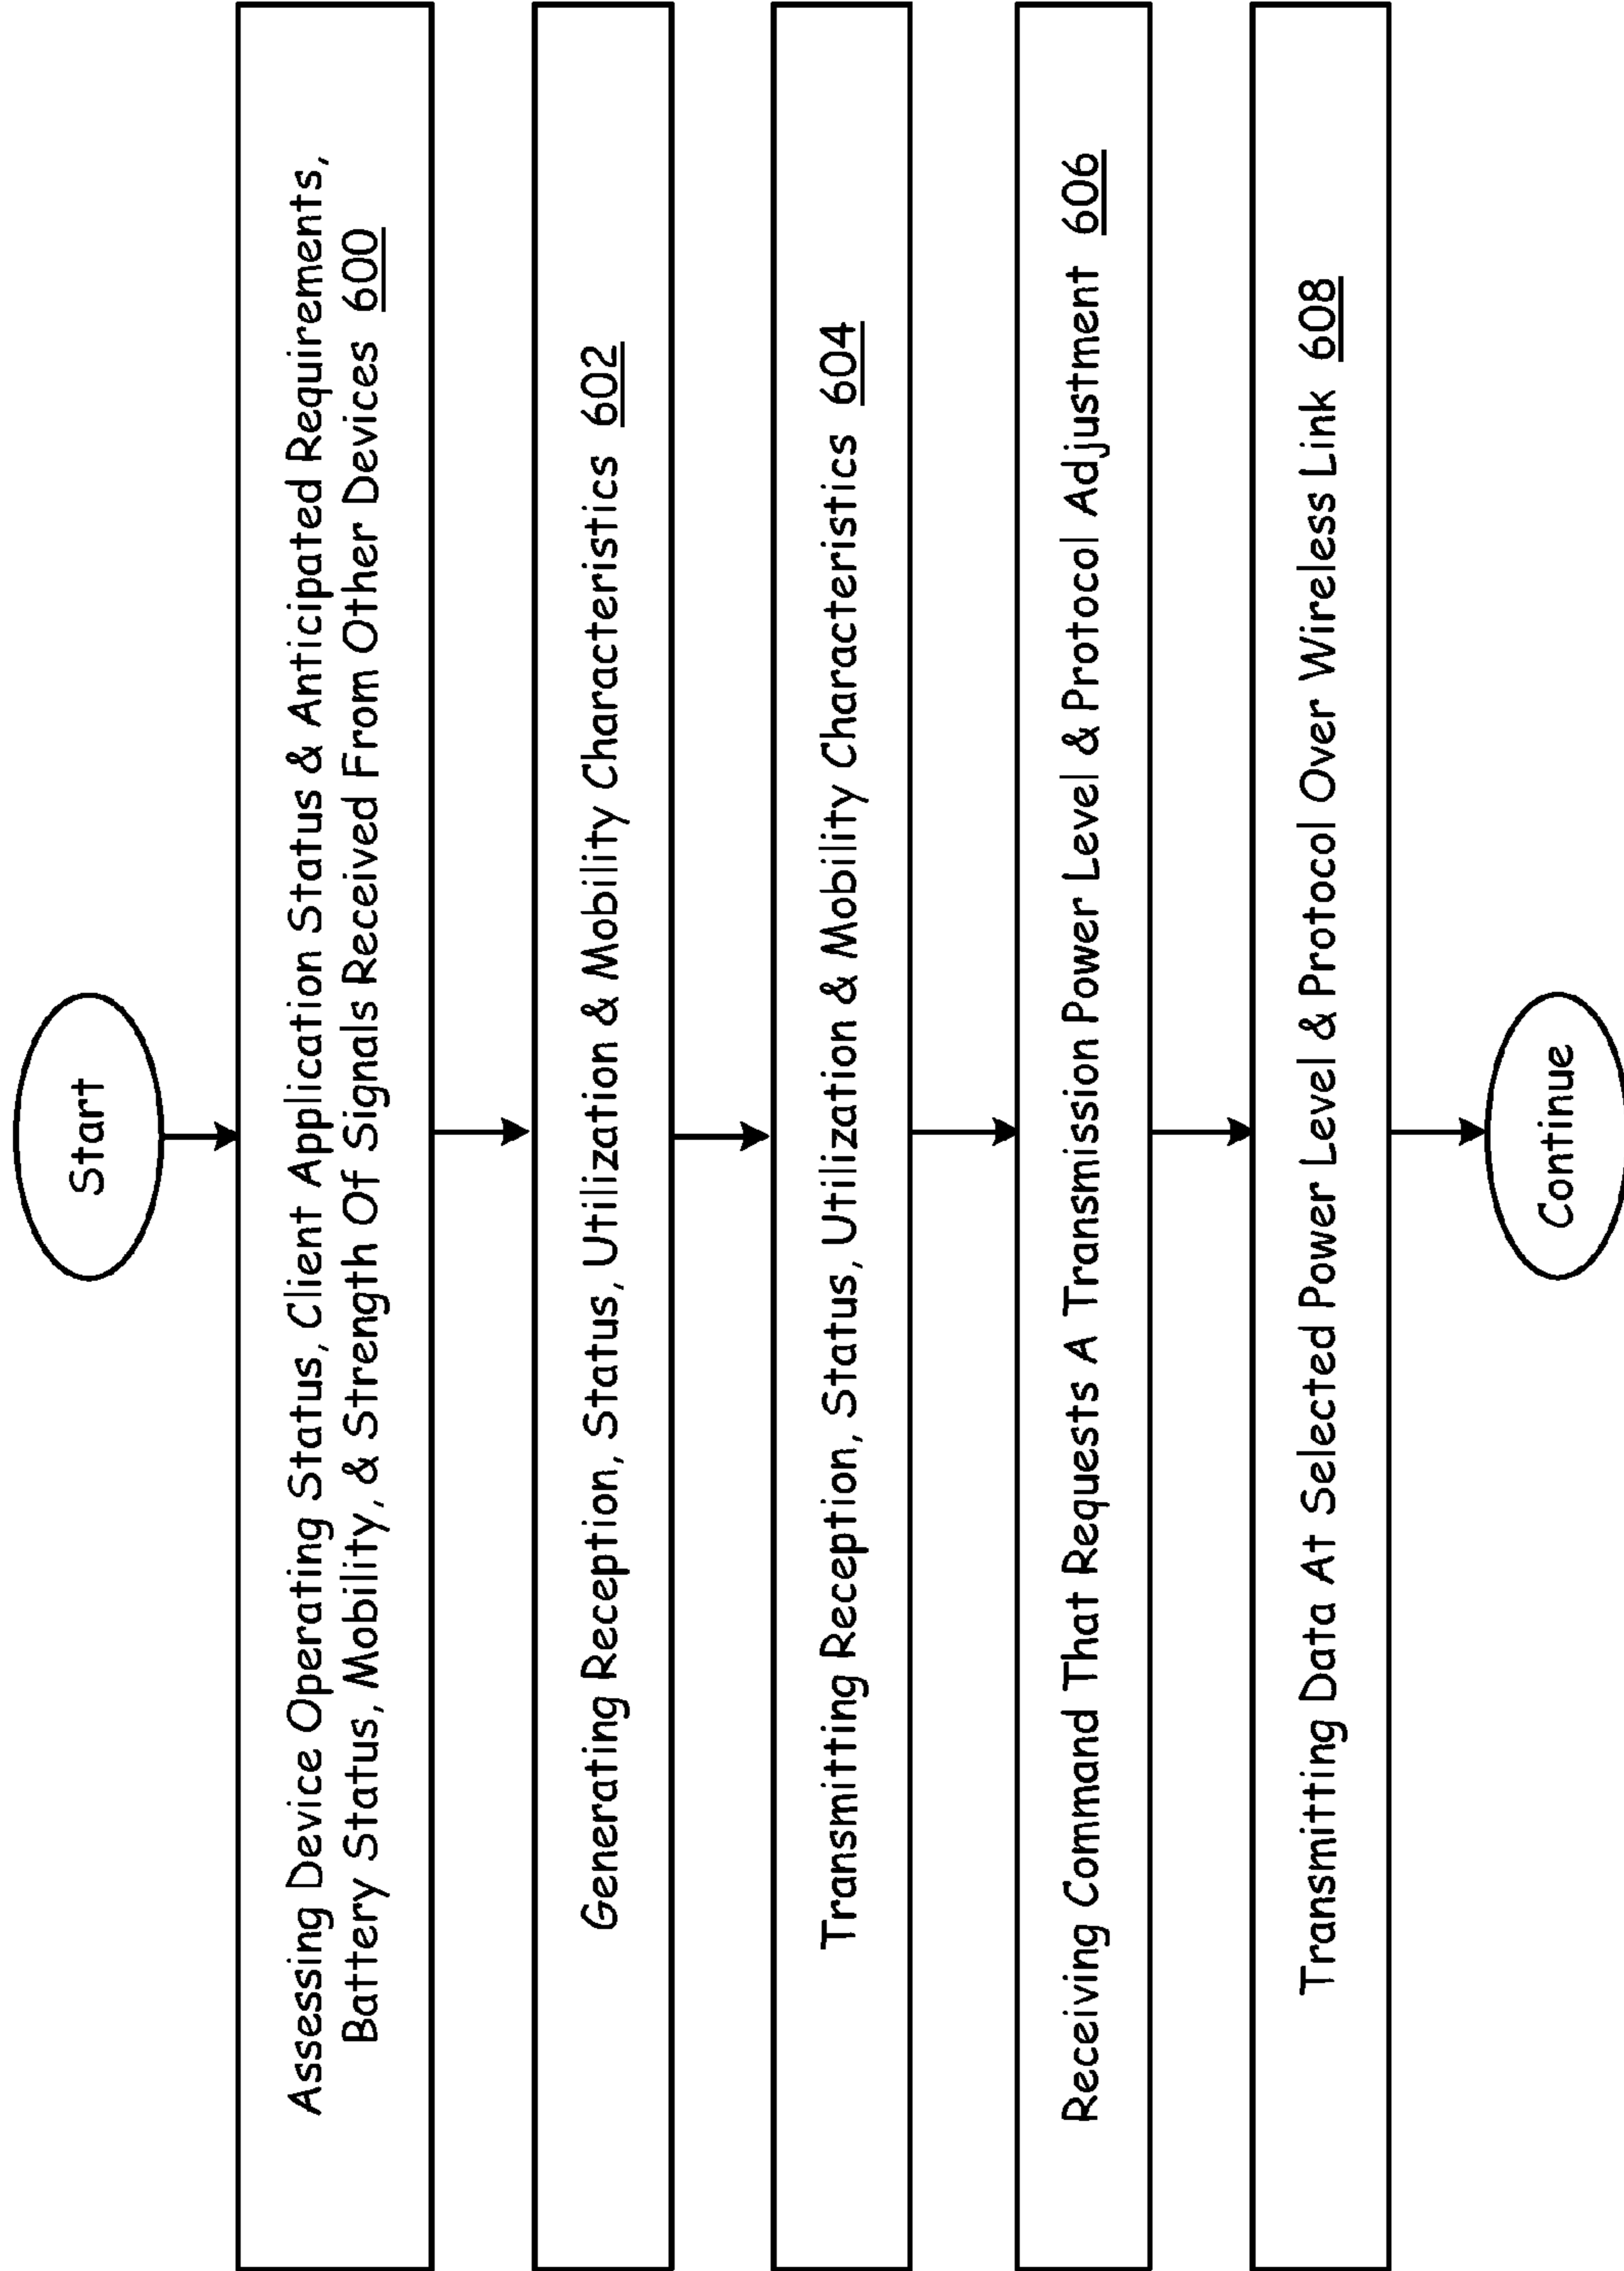 Start
Assessing Device Operating Status, Client Application Status & Anticipated Requirements,
Battery Status, Mobility, & Strength Of Signals Received From Other Devices 600
Generating Reception, Status, Utilization & Mobility Characteristics 602
Transmitting Reception, Status, Utilization & Mobility Characteristics 604
Receiving Command That Requests A Transmission Power Level & Protocol Adjustment 606
Transmitting Data At Selected Power Level & Protocol Over Wireless Link 608
Continue